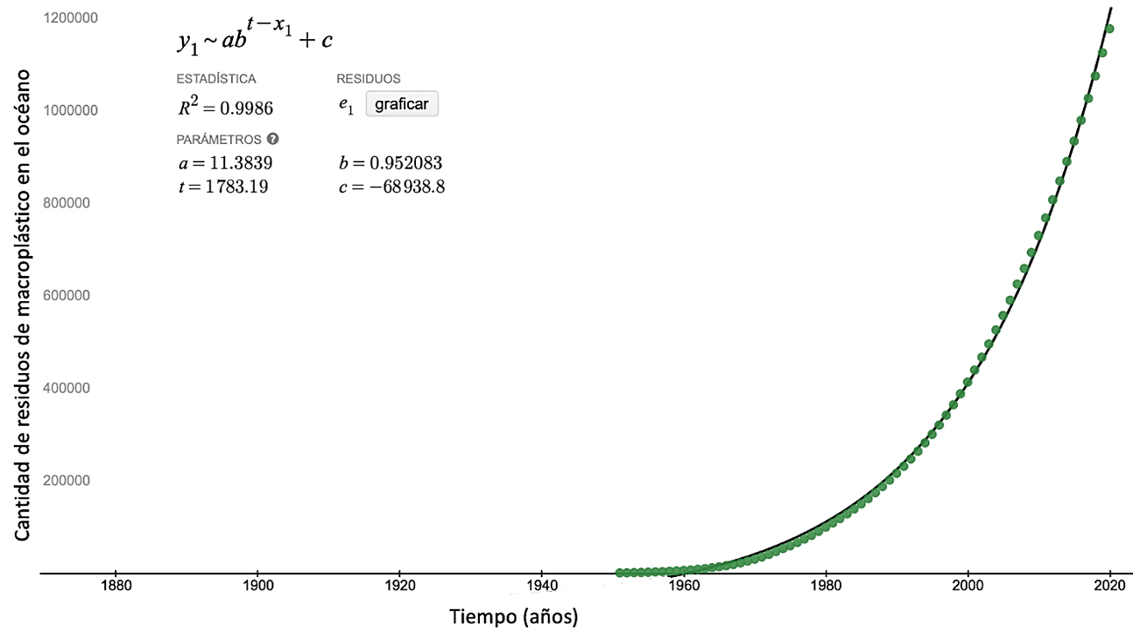 1200000
y₁ ~ ab^(t−x₁) + c
ESTADÍSTICA RESIDUOS
R² = 0.9986 e₁ graficar
1000000
PARÁMETROS ?
a = 11.3839 b = 0.952083
t = 1783.19 c = −68938.8
800000
600000
400000
200000
Cantidad de residuos de macroplástico en el océano
1880 1900 1920 1940 1960 1980 2000 2020
Tiempo (años)